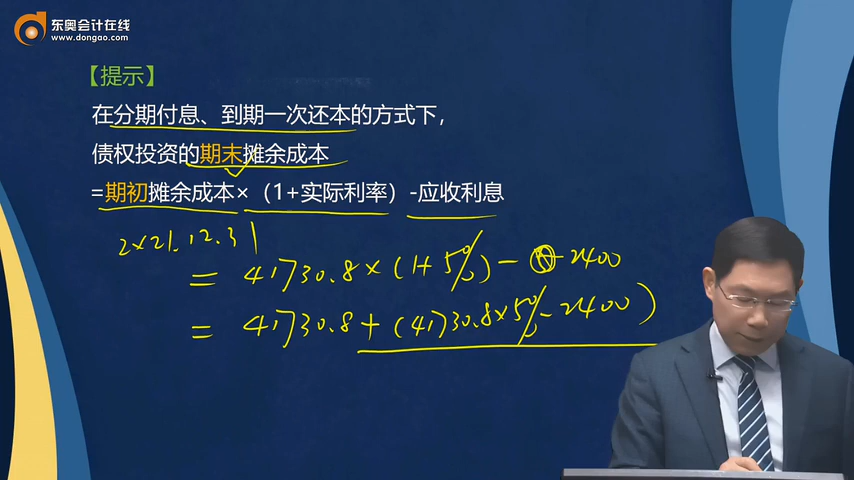 东奥会计在线
www.dongao.com
【提示】
在分期付息、到期一次还本的方式下，
债权投资的期末摊余成本
=期初摊余成本×（1+实际利率）-应收利息
2×21.12.31
= 41730.8×(1+5%)- 2400
= 41730.8+(41730.8×5%-2400)